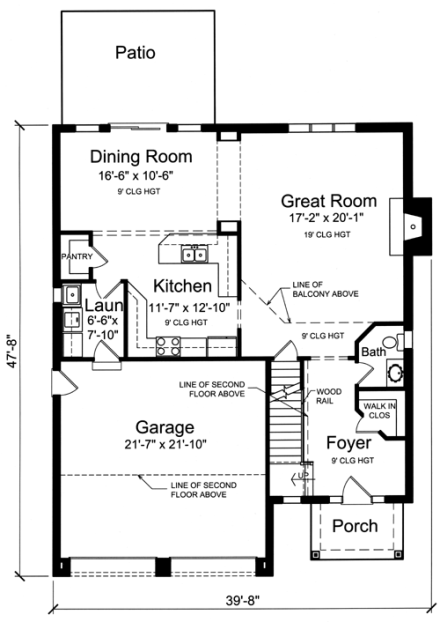 Patio
Dining Room
16'-6" x 10'-6"
9' CLG HGT
Great Room
17'-2" x 20'-1"
19' CLG HGT
PANTRY
Kitchen
11'-7" x 12'-10"
9' CLG HGT
LINE OF
BALCONY ABOVE
Laun
6'-6"x
7'-10"
9' CLG HGT
Bath
47'-8"
LINE OF SECOND
FLOOR ABOVE
WOOD
RAIL
WALK IN
CLOS
Garage
21'-7" x 21'-10"
Foyer
9' CLG HGT
LINE OF SECOND
FLOOR ABOVE
UP
Porch
39'-8"